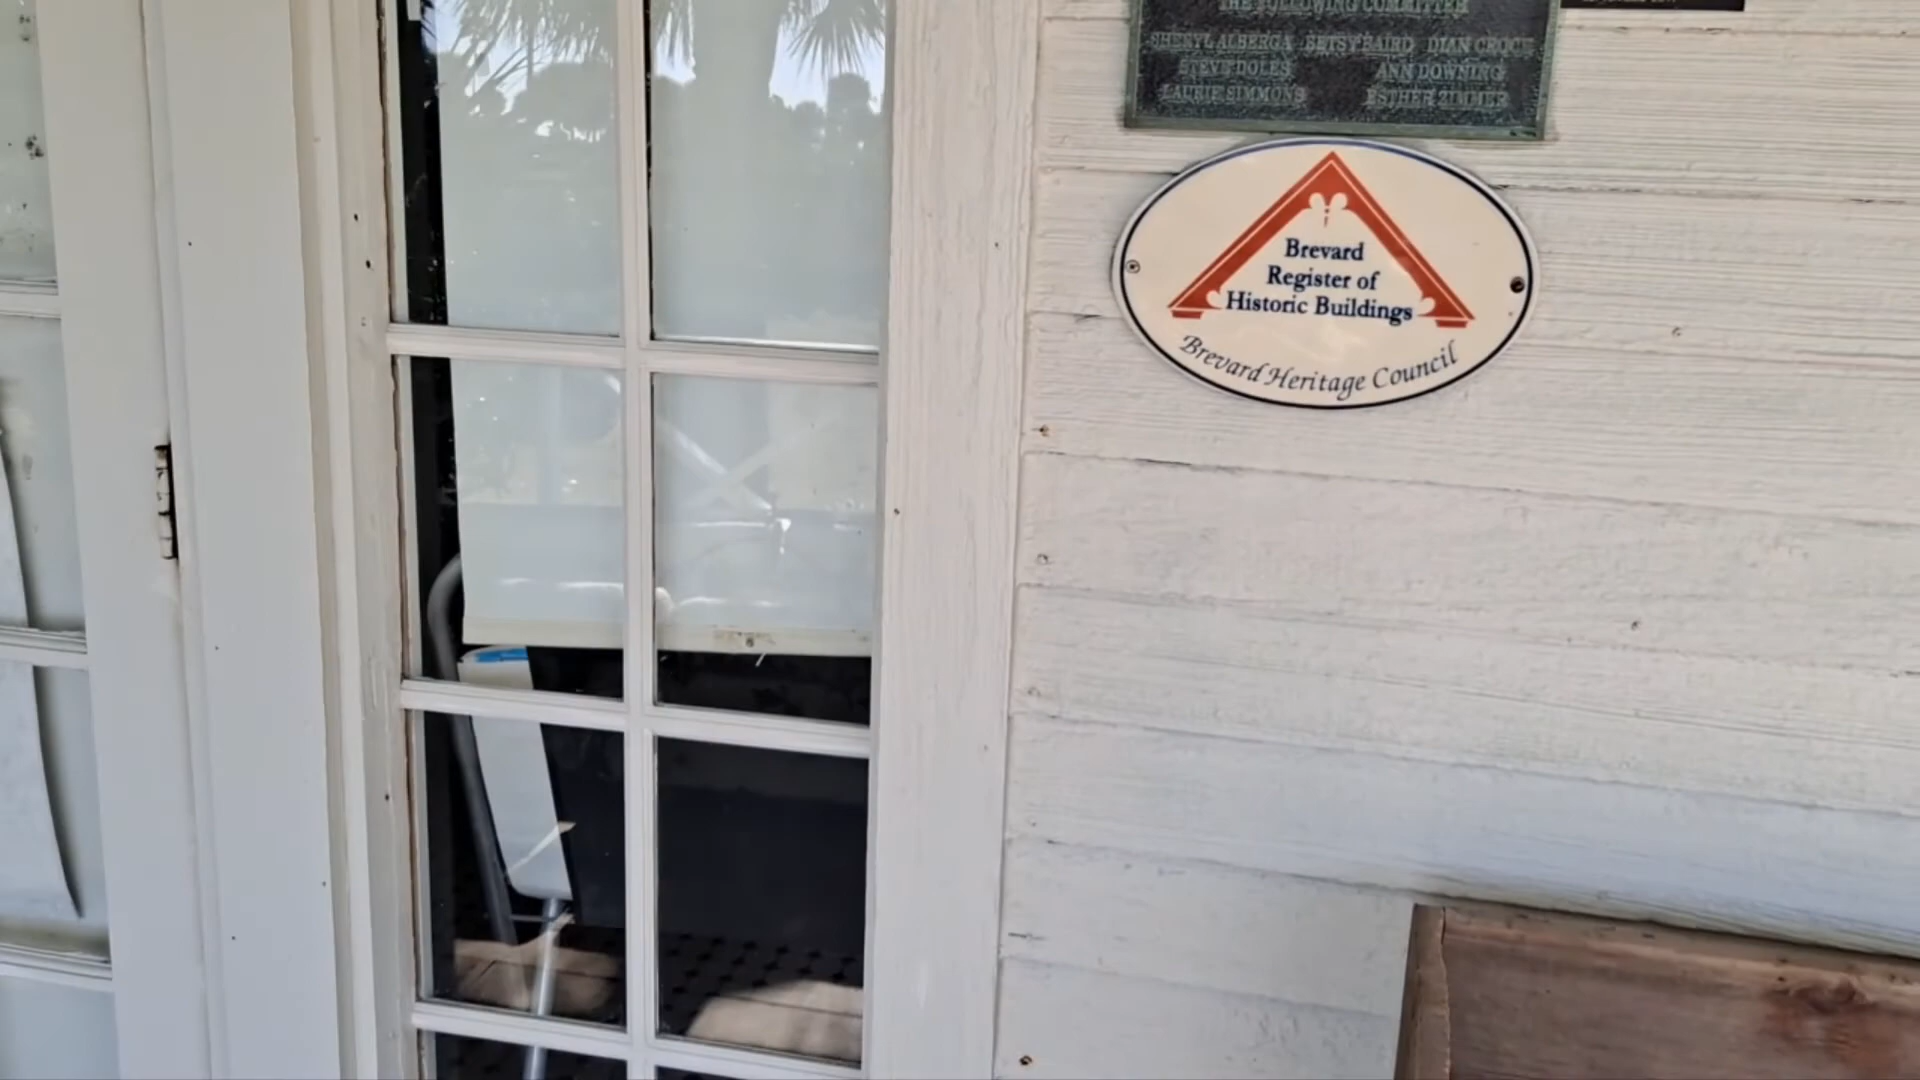 THE FOLLOWING COMMITTEE
SHERYL ALBERGA BETSY BAIRD DIAN CROCE
STEVE DOLES ANN DOWNING
LAURIE SIMMONS ESTHER ZIMMER
Brevard
Register of
Historic Buildings
Brevard Heritage Council